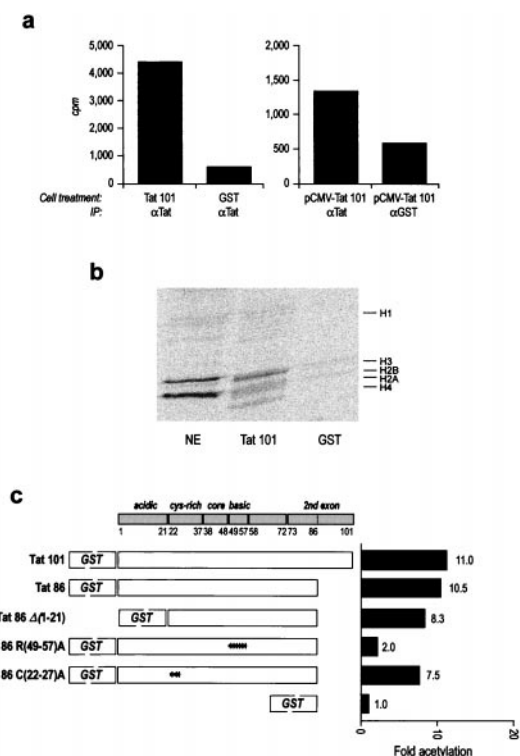 a
5,000
4,000
3,000
2,000
1,000
0
cpm
2,000
1,500
1,000
500
0
Cell treatment: Tat 101 GST pCMV-Tat 101 pCMV-Tat 101
IP: αTat αTat αTat αGST
b
H1
H3
H2B
H2A
H4
NE Tat 101 GST
c
acidic cys-rich core basic 2nd exon
1 21 22 37 38 48 49 57 58 72 73 86 101
Tat 101 GST 11.0
Tat 86 GST 10.5
Tat 86 Δ(1-21) GST 8.3
86 R(49-57)A GST 2.0
86 C(22-27)A GST 7.5
GST 1.0
0 10 20
Fold acetylation